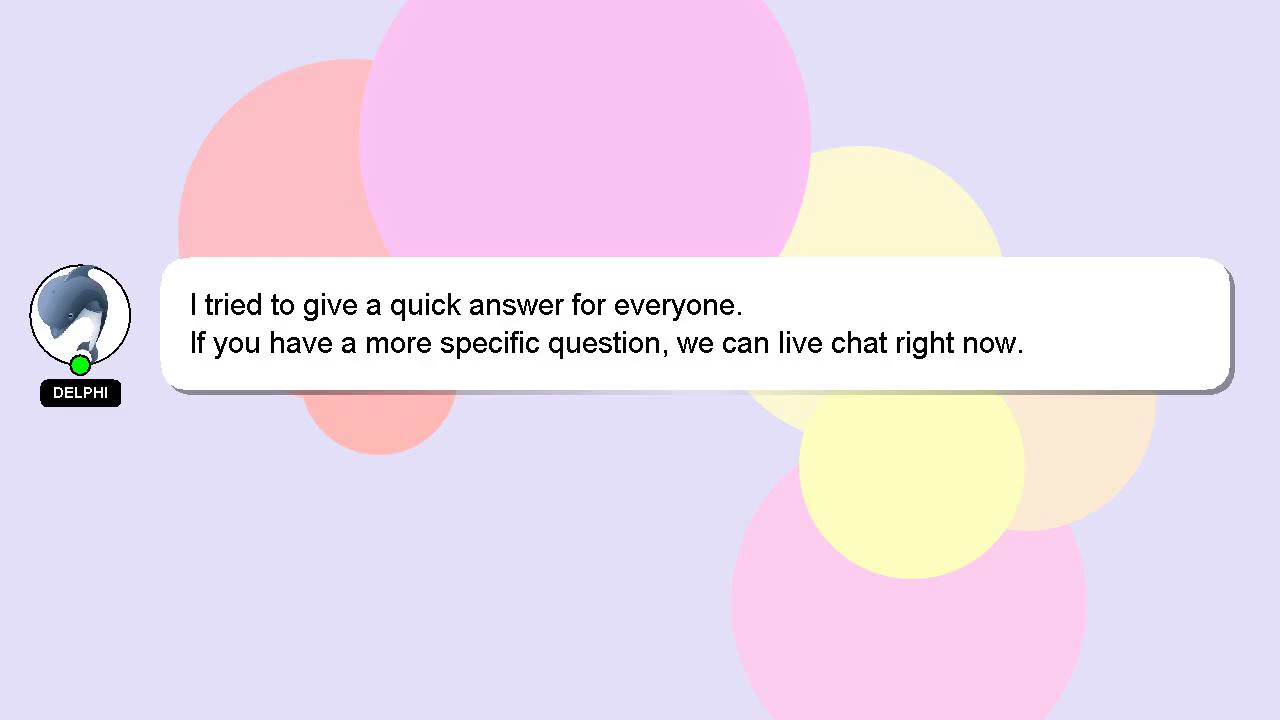 I tried to give a quick answer for everyone.
If you have a more specific question, we can live chat right now.
DELPHI